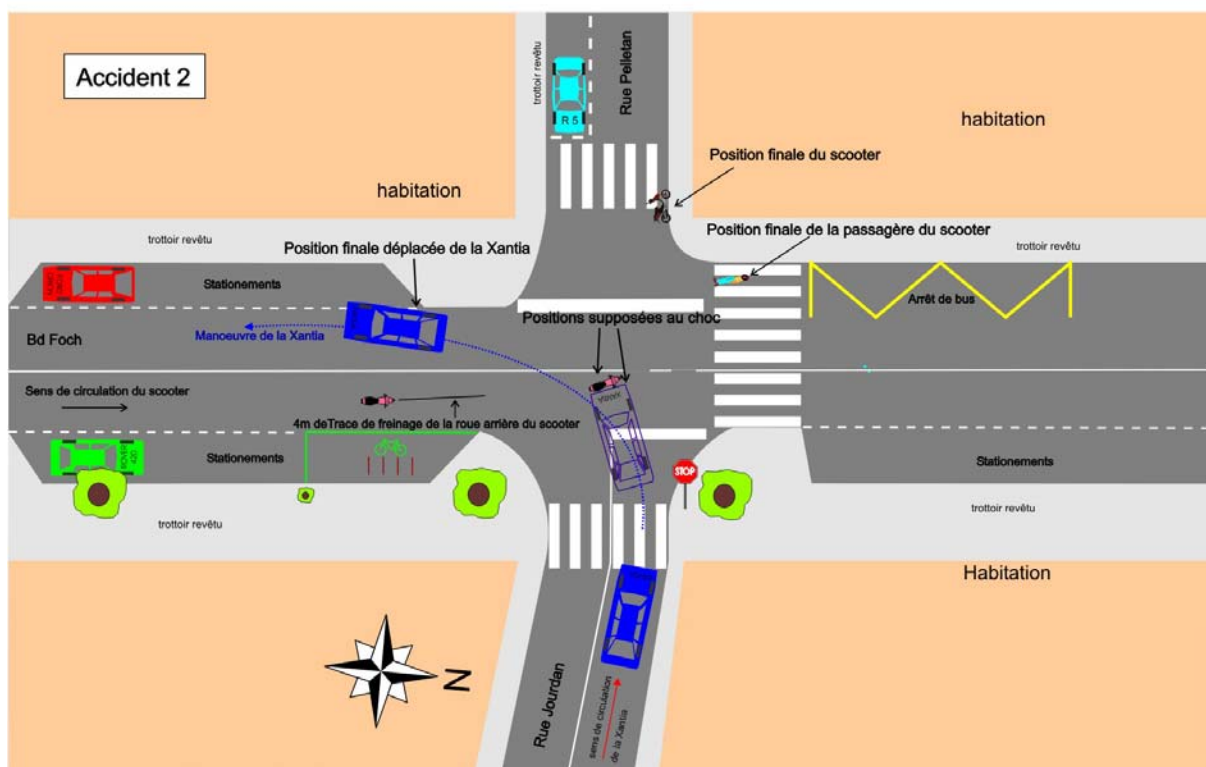 Accident 2
trottoir revêtu
R 5
Rue Pelletan
Position finale du scooter
habitation
habitation
trottoir revêtu
Position finale déplacée de la Xantia
Position finale de la passagère du scooter
trottoir revêtu
Stationements
Arrêt de bus
Positions supposées au choc
Manoeuvre de la Xantia
Bd Foch
Sens de circulation du scooter
4m deTrace de freinage de la roue arrière du scooter
ROVER
420
Stationements
STOP
Stationements
trottoir revêtu
trottoir revêtu
Habitation
N
Rue Jourdan
sens de circulation
de la Xantia